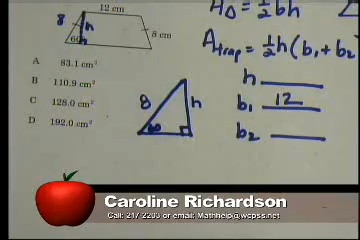 12 cm
8
h
60
8 cm
A 83.1 cm²
B 110.9 cm²
C 128.0 cm²
D 192.0 cm²
8
h
60
A△ = ½bh
A trap = ½h(b₁ + b₂
h
b₁ 12
b₂
Caroline Richardson
Call: 217 2203 or email: Mathhelp@wcpss.net